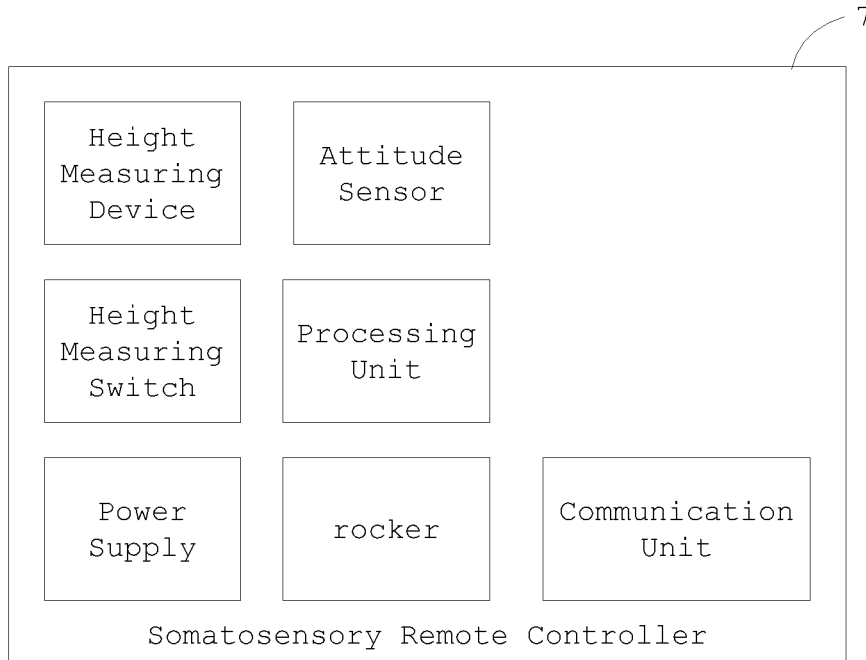 7
Height
Measuring
Device
Attitude
Sensor
Height
Measuring
Switch
Processing
Unit
Power
Supply
rocker
Communication
Unit
Somatosensory Remote Controller